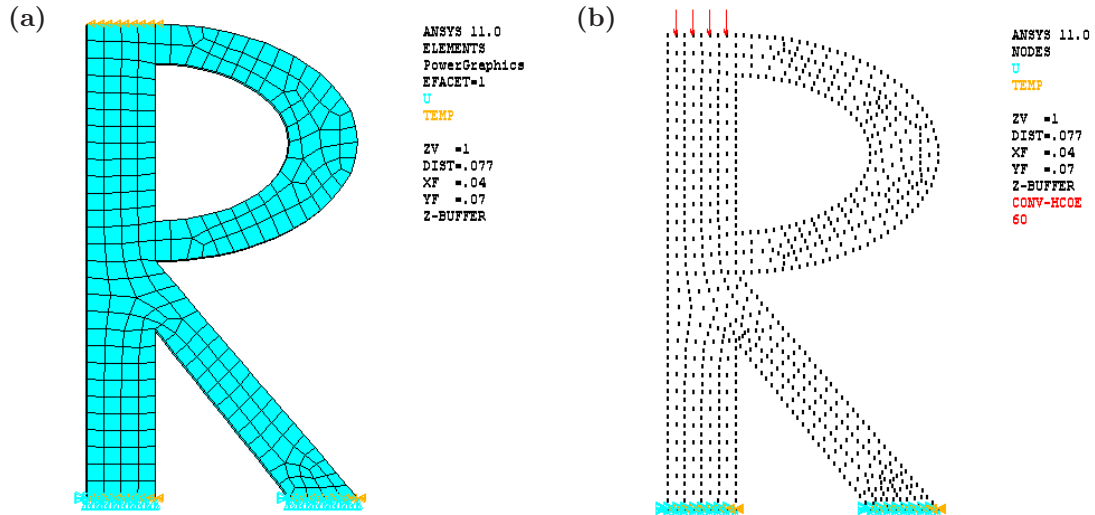 (a)
ANSYS 11.0
ELEMENTS
PowerGraphics
EFACET=1
U
TEMP
ZV =1
DIST=.077
XF =.04
YF =.07
Z-BUFFER
(b)
ANSYS 11.0
NODES
U
TEMP
ZV =1
DIST=.077
XF =.04
YF =.07
Z-BUFFER
CONV-HCOE
60